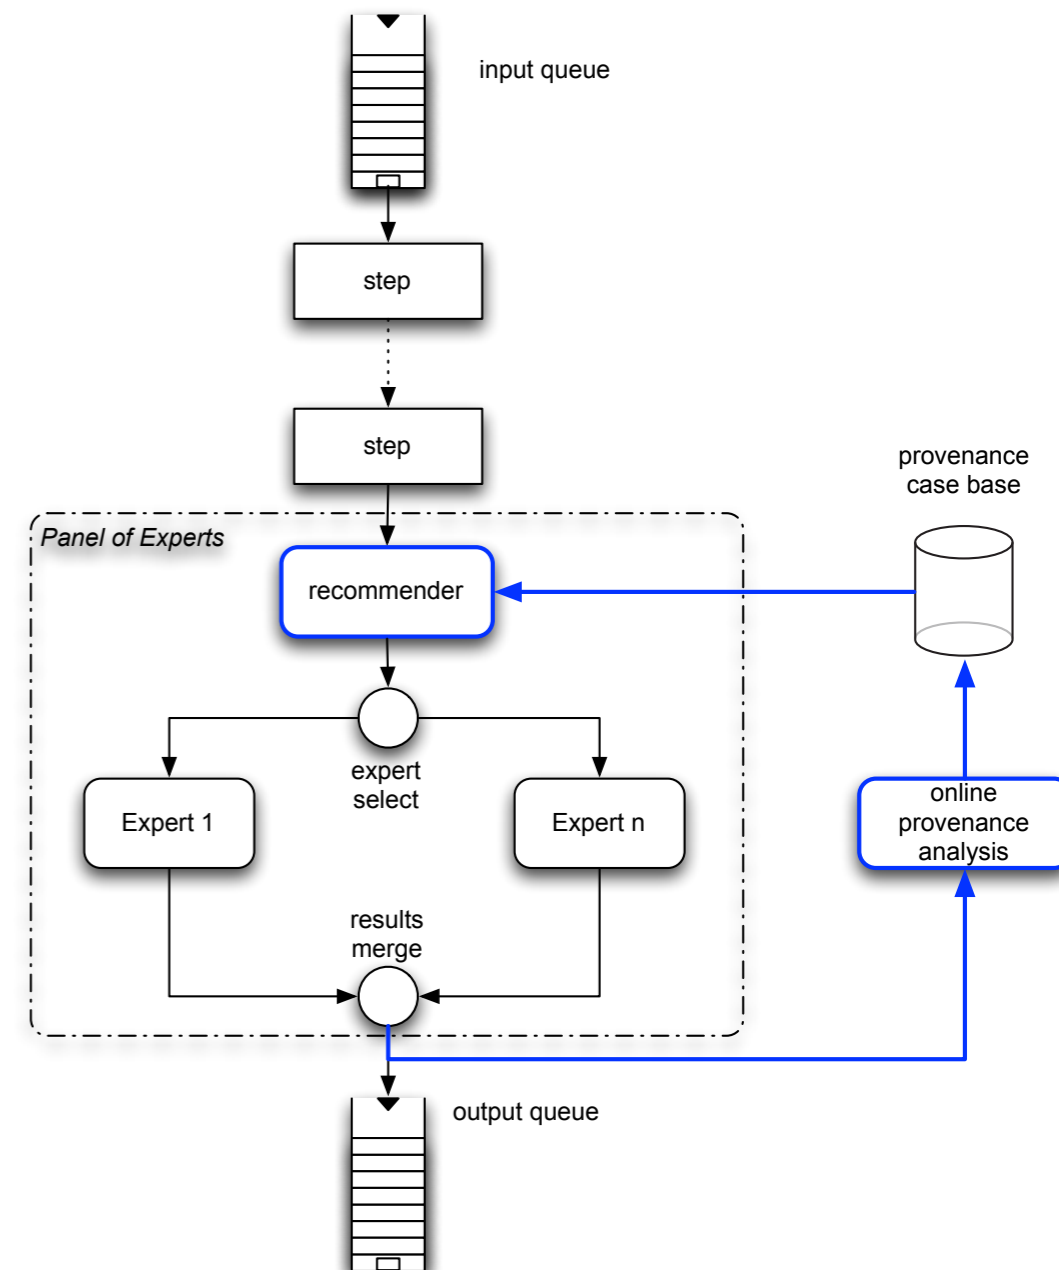 input queue
step
step
provenance
case base
Panel of Experts
recommender
expert
select
Expert 1
Expert n
online
provenance
analysis
results
merge
output queue